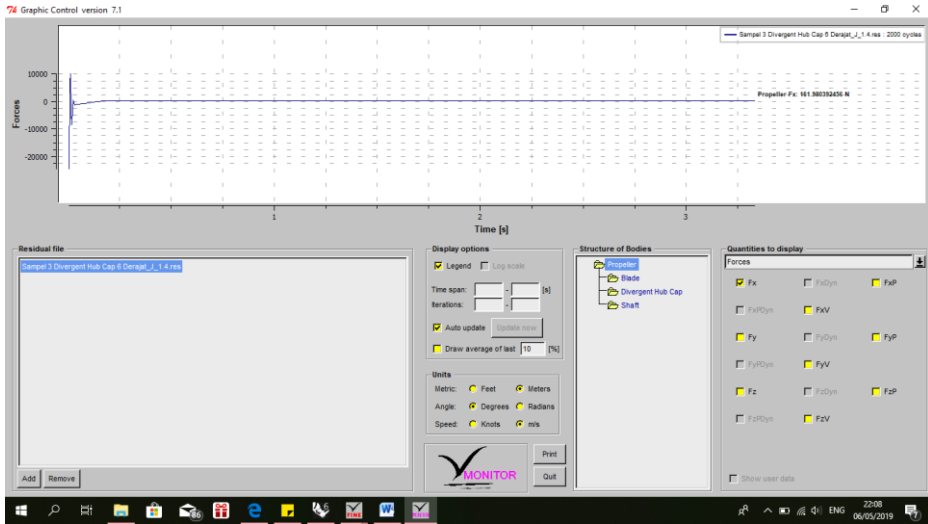 Graphic Control version 7.1
Sampel 3 Divergent Hub Cap 6 Derajat_J_1.4.res : 2000 cycles
Forces
10000
0
-10000
-20000
Propeller Fx: 161.980392456 N
1 2 3
Time [s]
Residual file
Sampel 3 Divergent Hub Cap 6 Derajat_J_1.4.res
Add Remove
Display options
Legend Log scale
Time span: - [s]
Iterations: -
Auto update Update now
Draw average of last 10 [%]
Units
Metric: Feet Meters
Angle: Degrees Radians
Speed: Knots m/s
MONITOR
Print
Quit
Structure of Bodies
Propeller
Blade
Divergent Hub Cap
Shaft
Quantities to display
Forces
Fx FxDyn FxP
FxPDyn FxV
Fy FyDyn FyP
FyPDyn FyV
Fz FzDyn FzP
FzPDyn FzV
Show user data
ENG
22:08
06/05/2019